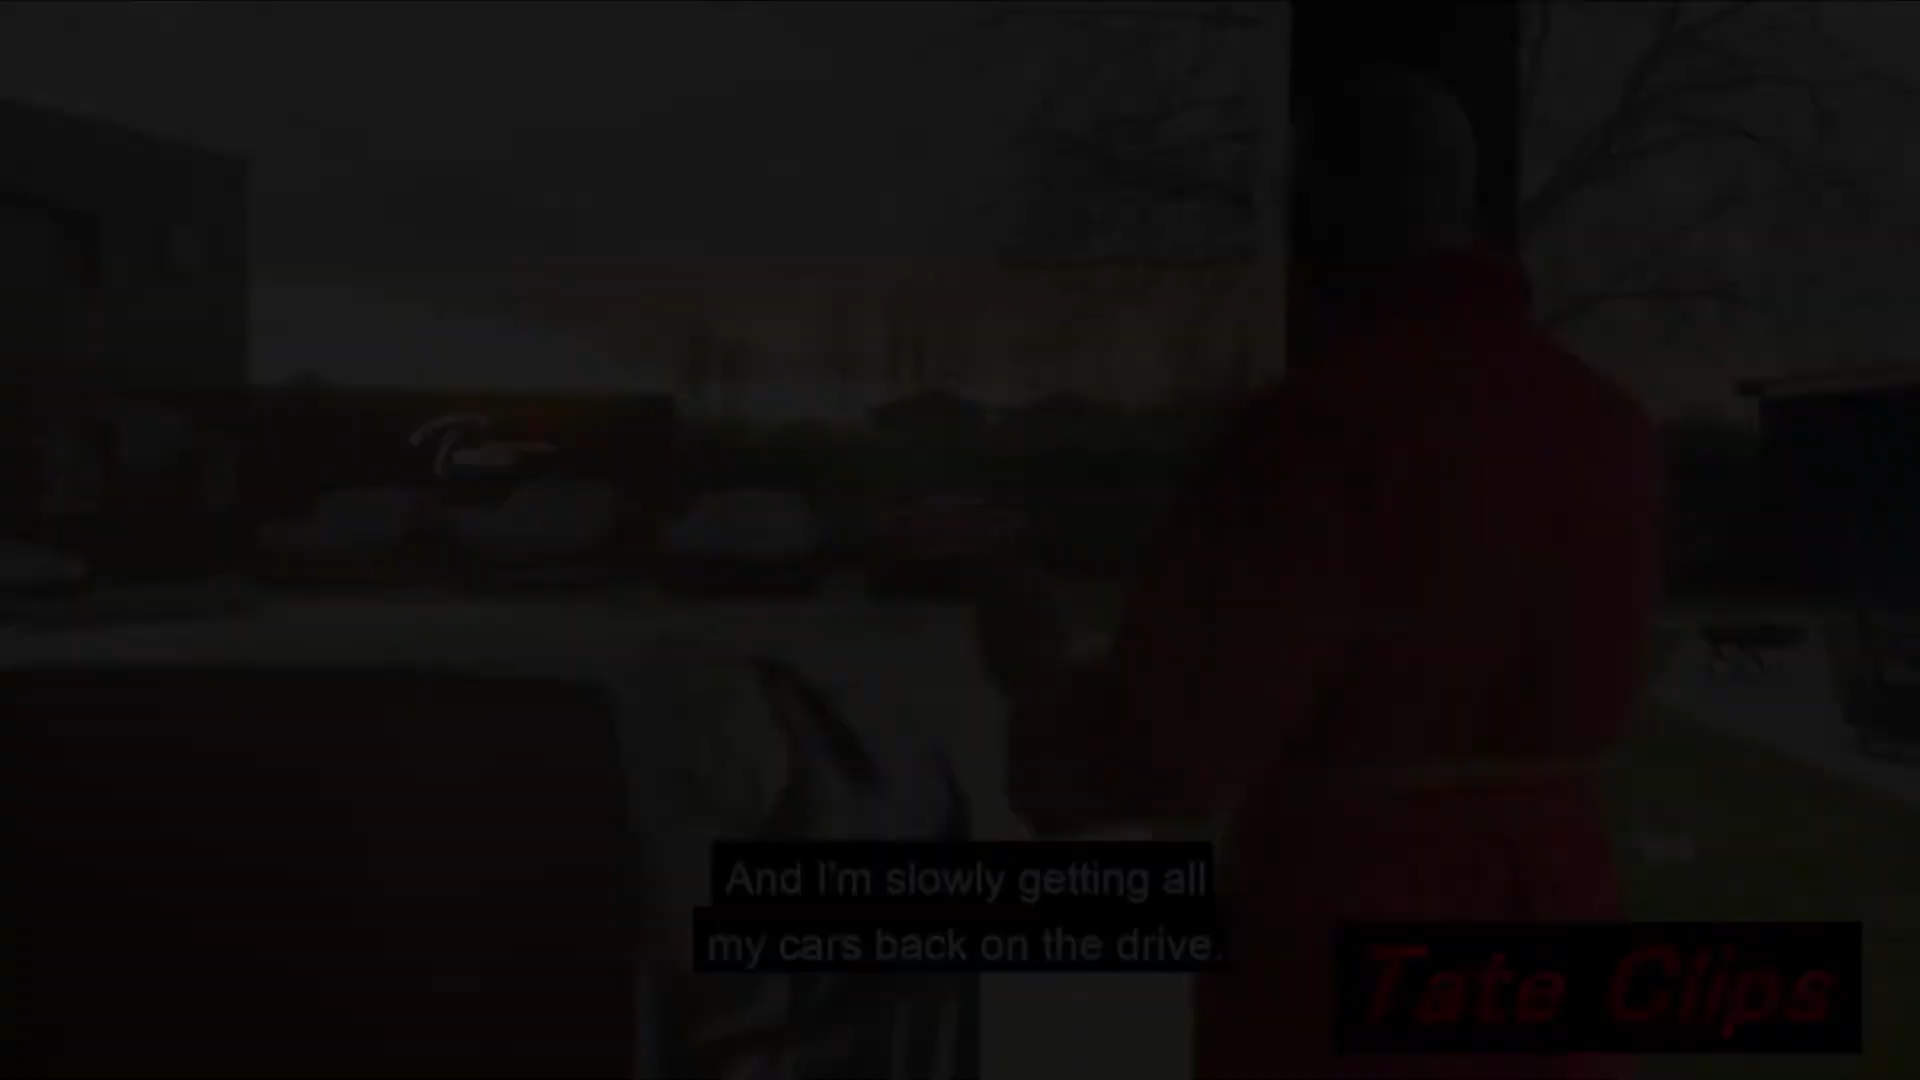 And I'm slowly getting all
my cars back on the drive.
Tate Clips